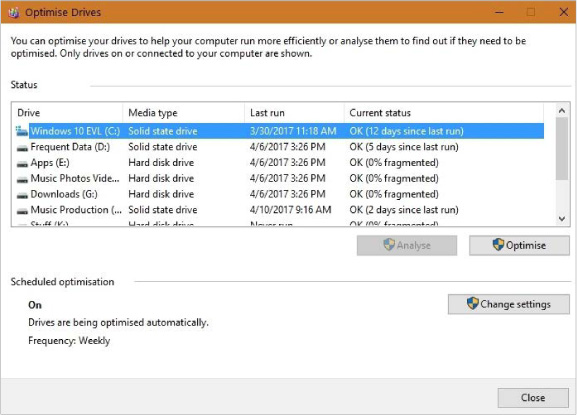 Optimise Drives
You can optimise your drives to help your computer run more efficiently or analyse them to find out if they need to be
optimised. Only drives on or connected to your computer are shown.
Status
Drive Media type Last run Current status
Windows 10 EVL (C:) Solid state drive 3/30/2017 11:18 AM OK (12 days since last run)
Frequent Data (D:) Solid state drive 4/6/2017 3:26 PM OK (5 days since last run)
Apps (E:) Hard disk drive 4/6/2017 3:26 PM OK (0% fragmented)
Music Photos Vide... Hard disk drive 4/6/2017 3:26 PM OK (0% fragmented)
Downloads (G:) Hard disk drive 4/6/2017 3:26 PM OK (0% fragmented)
Music Production (... Solid state drive 4/10/2017 9:16 AM OK (2 days since last run)
Stuff (K:) Hard disk drive Never run OK (0% fragmented)
Analyse Optimise
Scheduled optimisation
On Change settings
Drives are being optimised automatically.
Frequency: Weekly
Close